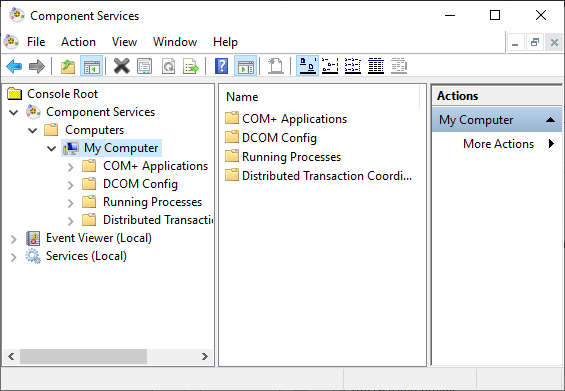 Component Services
File Action View Window Help
Console Root
Component Services
Computers
My Computer
COM+ Applications
DCOM Config
Running Processes
Distributed Transactic
Event Viewer (Local)
Services (Local)
Name
COM+ Applications
DCOM Config
Running Processes
Distributed Transaction Coordi...
Actions
My Computer
More Actions